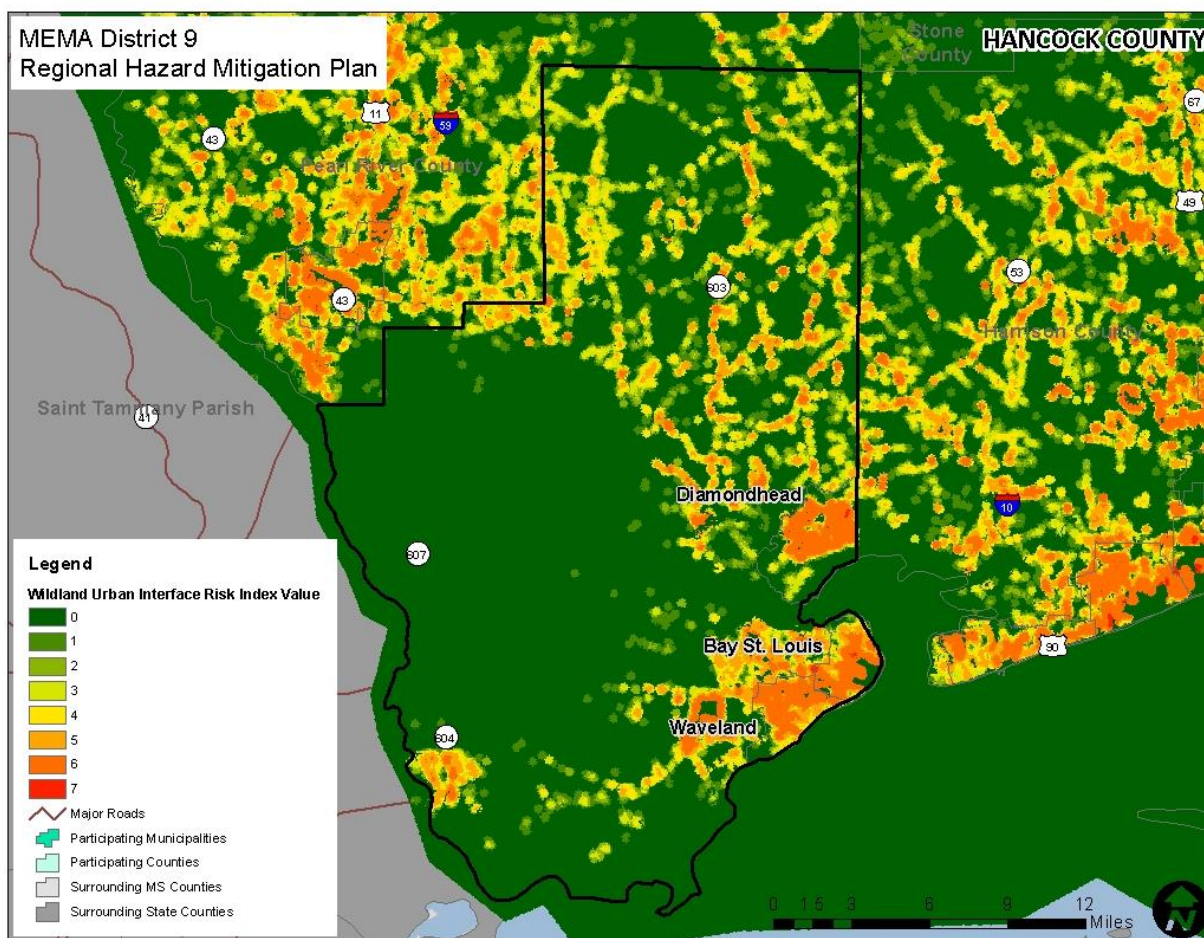 MEMA District 9
Regional Hazard Mitigation Plan
Stone
County
HANCOCK COUNTY
67
11
59
43
Pearl River County
49
53
603
43
Harrison County
Saint Tammany Parish
41
Diamondhead
10
607
Bay St. Louis
90
Waveland
604
Legend
Wildland Urban Interface Risk Index Value
0
1
2
3
4
5
6
7
Major Roads
Participating Municipalities
Participating Counties
Surrounding MS Counties
Surrounding State Counties
0 1.5 3 6 9 12
Miles
N